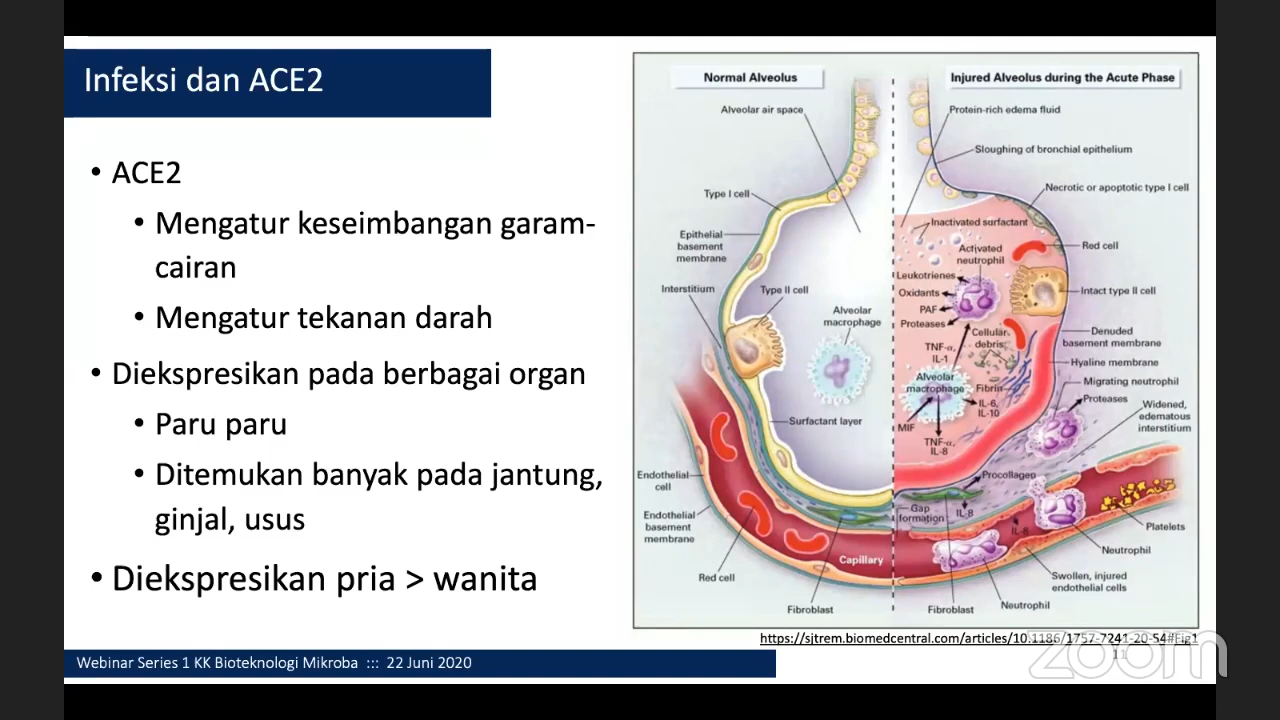 Infeksi dan ACE2
• ACE2
• Mengatur keseimbangan garam-
cairan
• Mengatur tekanan darah
• Diekspresikan pada berbagai organ
• Paru paru
• Ditemukan banyak pada jantung,
ginjal, usus
• Diekspresikan pria > wanita
Normal Alveolus
Alveolar air space
Type I cell
Epithelial
basement
membrane
Interstitium
Type II cell
Alveolar
macrophage
Surfactant layer
Endothelial
cell
Endothelial
basement
membrane
Capillary
Red cell
Fibroblast
Injured Alveolus during the Acute Phase
Protein-rich edema fluid
Sloughing of bronchial epithelium
Necrotic or apoptotic type I cell
Inactivated surfactant
Red cell
Activated
neutrophil
Leukotrienes
Oxidants
PAF
Proteases
Intact type II cell
Cellular
debris
TNF-α,
IL-1
Denuded
basement membrane
Hyaline membrane
Alveolar
macrophage
Fibrin
Migrating neutrophil
Proteases
IL-6,
IL-10
Widened,
edematous
interstitium
MIF
TNF-α,
IL-8
Procollagen
Gap
formation
IL-8
IL-8
Platelets
Neutrophil
Swollen, injured
endothelial cells
Neutrophil
Fibroblast
https://sjtrem.biomedcentral.com/articles/10.1186/1757-7241-20-54#Fig1
Webinar Series 1 KK Bioteknologi Mikroba ::: 22 Juni 2020
11
zoom